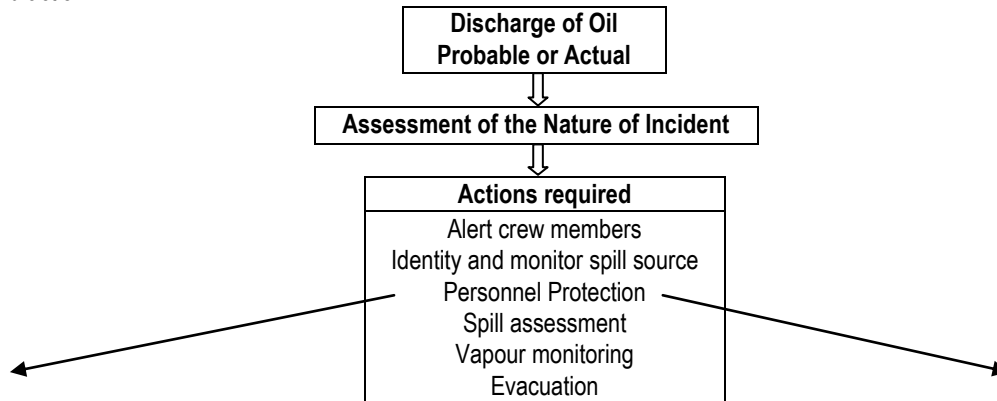 Discharge of Oil
Probable or Actual
Assessment of the Nature of Incident
Actions required
Alert crew members
Identity and monitor spill source
Personnel Protection
Spill assessment
Vapour monitoring
Evacuation